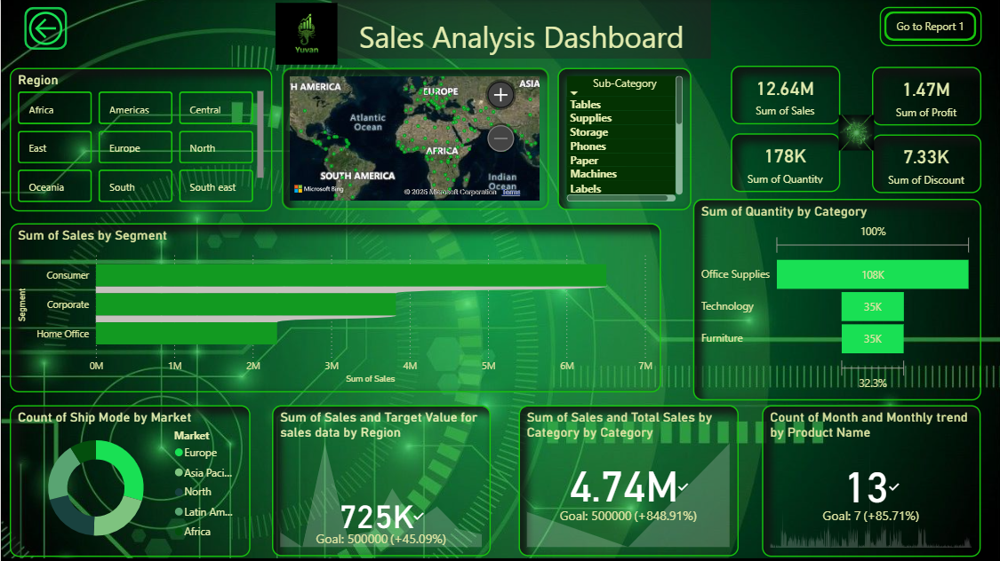 Yuvan
Sales Analysis Dashboard
Go to Report 1
Region
Africa
Americas
Central
East
Europe
North
Oceania
South
South east
H AMERICA
EUROPE
ASIA
Atlantic
Ocean
AFRICA
SOUTH AMERICA
Indian
Ocean
Microsoft Bing
© 2025 Microsoft Corporation Terms
Sub-Category
Tables
Supplies
Storage
Phones
Paper
Machines
Labels
12.64M
Sum of Sales
1.47M
Sum of Profit
178K
Sum of Quantity
7.33K
Sum of Discount
Sum of Sales by Segment
Segment
Consumer
Corporate
Home Office
0M 1M 2M 3M 4M 5M 6M 7M
Sum of Sales
Sum of Quantity by Category
100%
Office Supplies 108K
Technology 35K
Furniture 35K
32.3%
Count of Ship Mode by Market
Market
Europe
Asia Paci...
North
Latin Am...
Africa
Sum of Sales and Target Value for
sales data by Region
725K
Goal: 500000 (+45.09%)
Sum of Sales and Total Sales by
Category by Category
4.74M
Goal: 500000 (+848.91%)
Count of Month and Monthly trend
by Product Name
13
Goal: 7 (+85.71%)